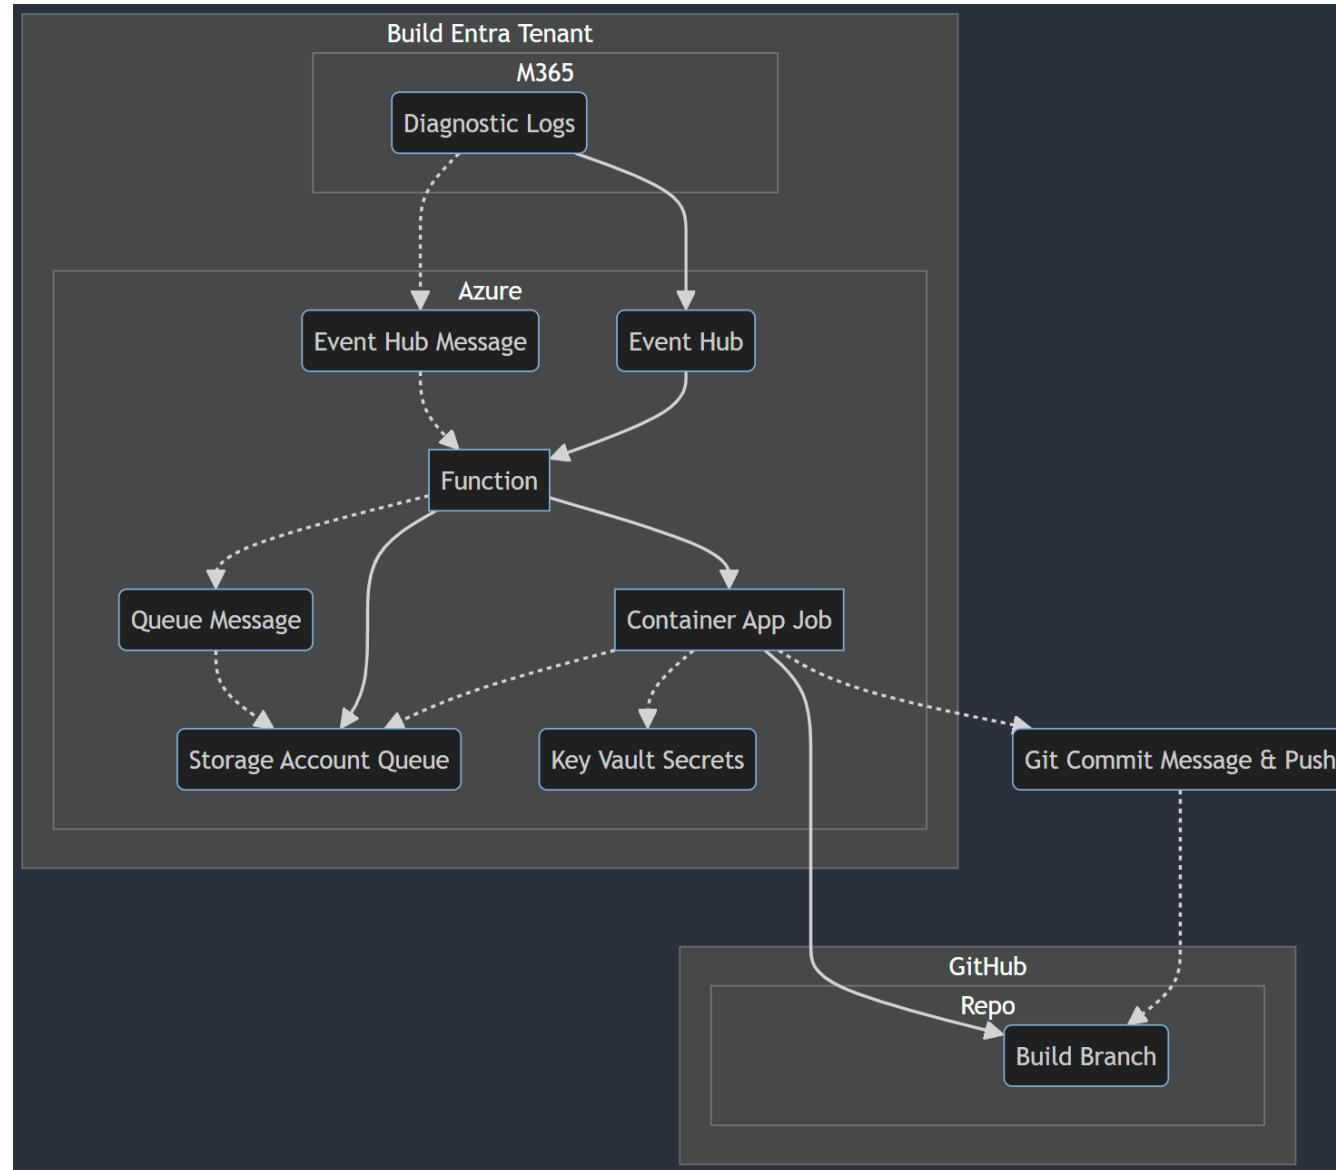 Build Entra Tenant
M365
Diagnostic Logs
Azure
Event Hub Message
Event Hub
Function
Queue Message
Container App Job
Storage Account Queue
Key Vault Secrets
Git Commit Message & Push
GitHub
Repo
Build Branch